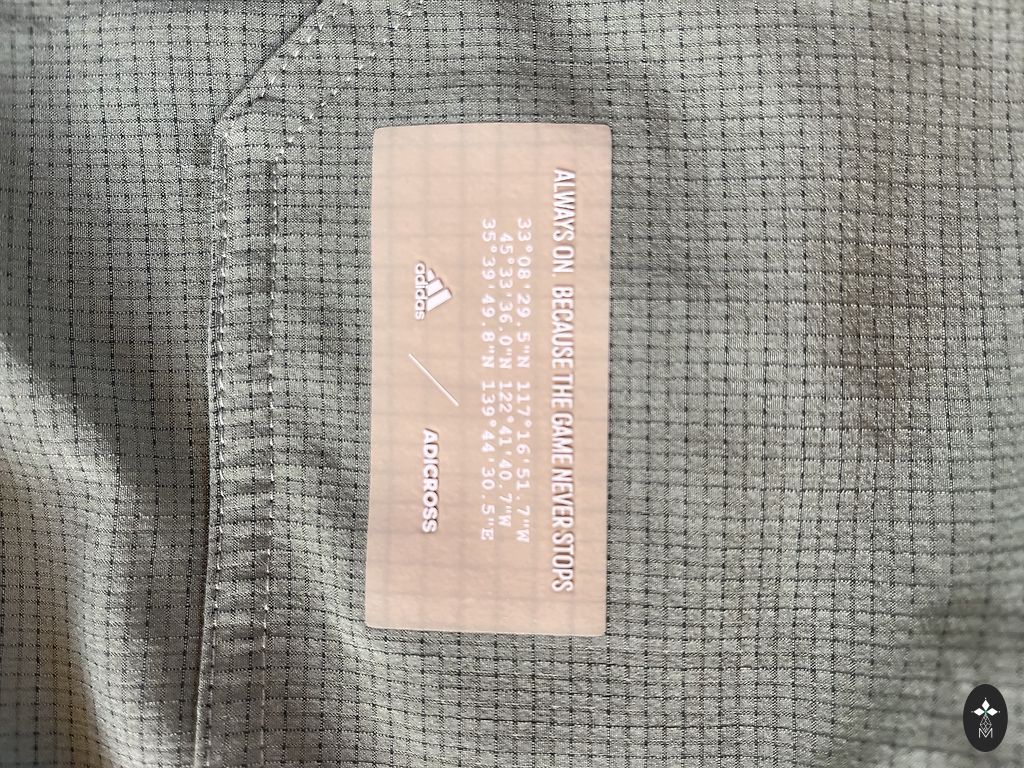 ALWAYS ON. BECAUSE THE GAME NEVER STOPS
33°08'29.5"N 117°16'51.7"W
45°33'36.0"N 122°41'40.7"W
35°39'49.8"N 139°44'30.5"E
adidas / ADICROSS
M